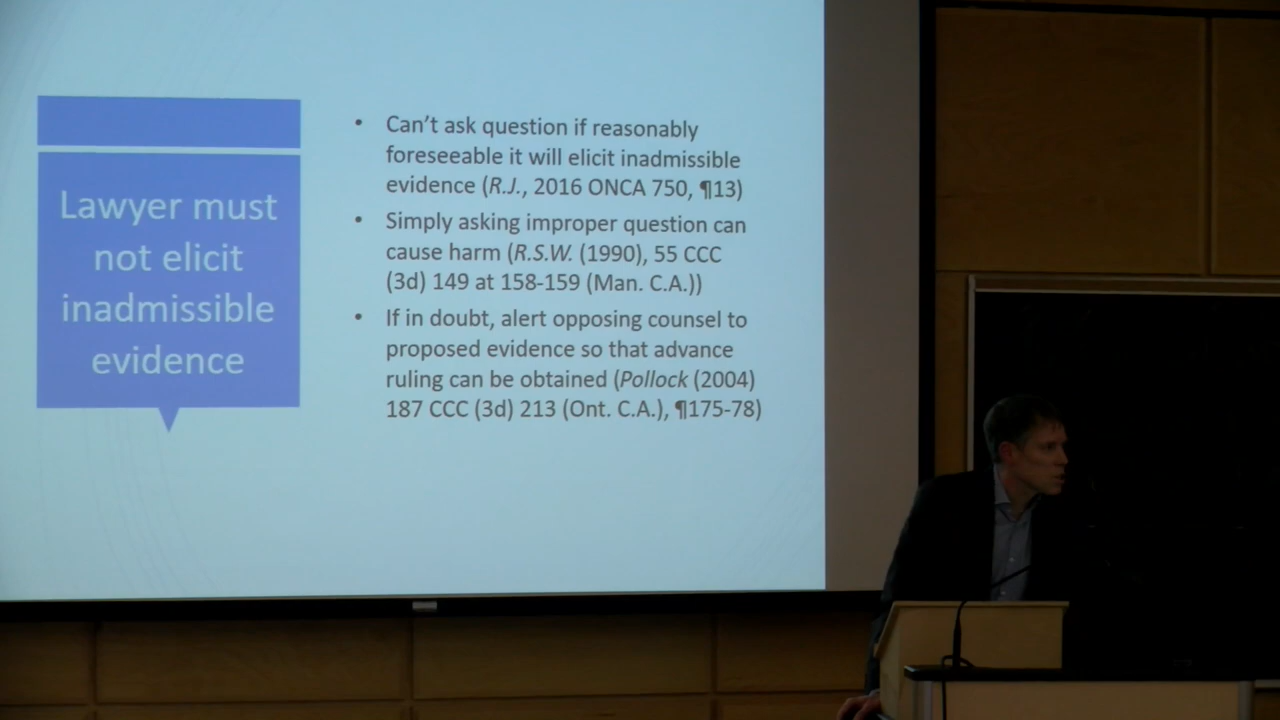 Lawyer must
not elicit
inadmissible
evidence
• Can't ask question if reasonably
foreseeable it will elicit inadmissible
evidence (R.J., 2016 ONCA 750, ¶13)
• Simply asking improper question can
cause harm (R.S.W. (1990), 55 CCC
(3d) 149 at 158-159 (Man. C.A.))
• If in doubt, alert opposing counsel to
proposed evidence so that advance
ruling can be obtained (Pollock (2004)
187 CCC (3d) 213 (Ont. C.A.), ¶175-78)